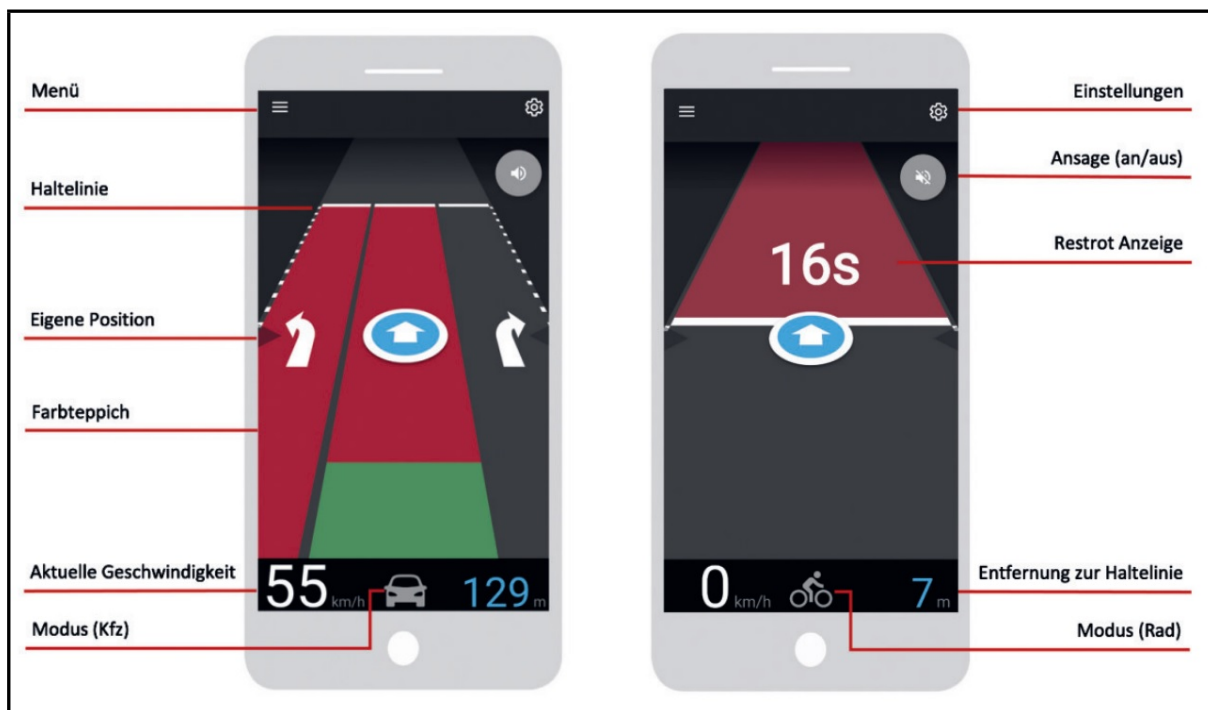 Menü
Haltelinie
Eigene Position
Farbteppich
Aktuelle Geschwindigkeit
Modus (Kfz)
55 km/h
129 m
16s
0 km/h
7 m
Einstellungen
Ansage (an/aus)
Restrot Anzeige
Entfernung zur Haltelinie
Modus (Rad)